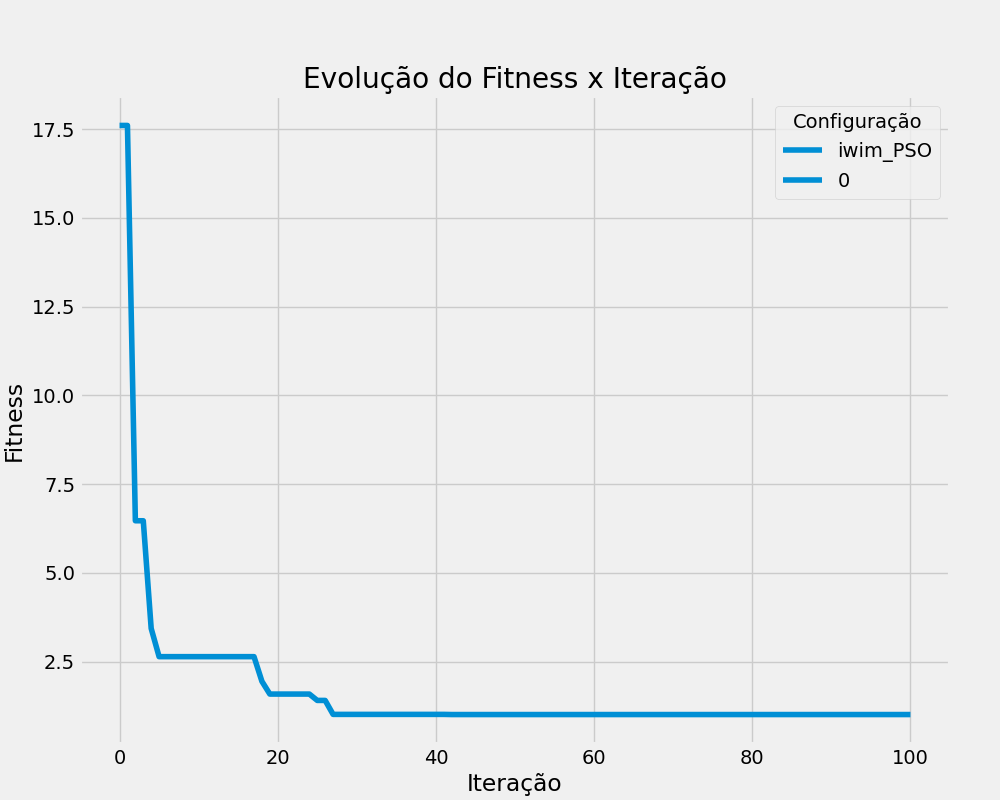 Evolução do Fitness x Iteração
Configuração
iwim_PSO
0
Fitness
17.5
15.0
12.5
10.0
7.5
5.0
2.5
0 20 40 60 80 100
Iteração